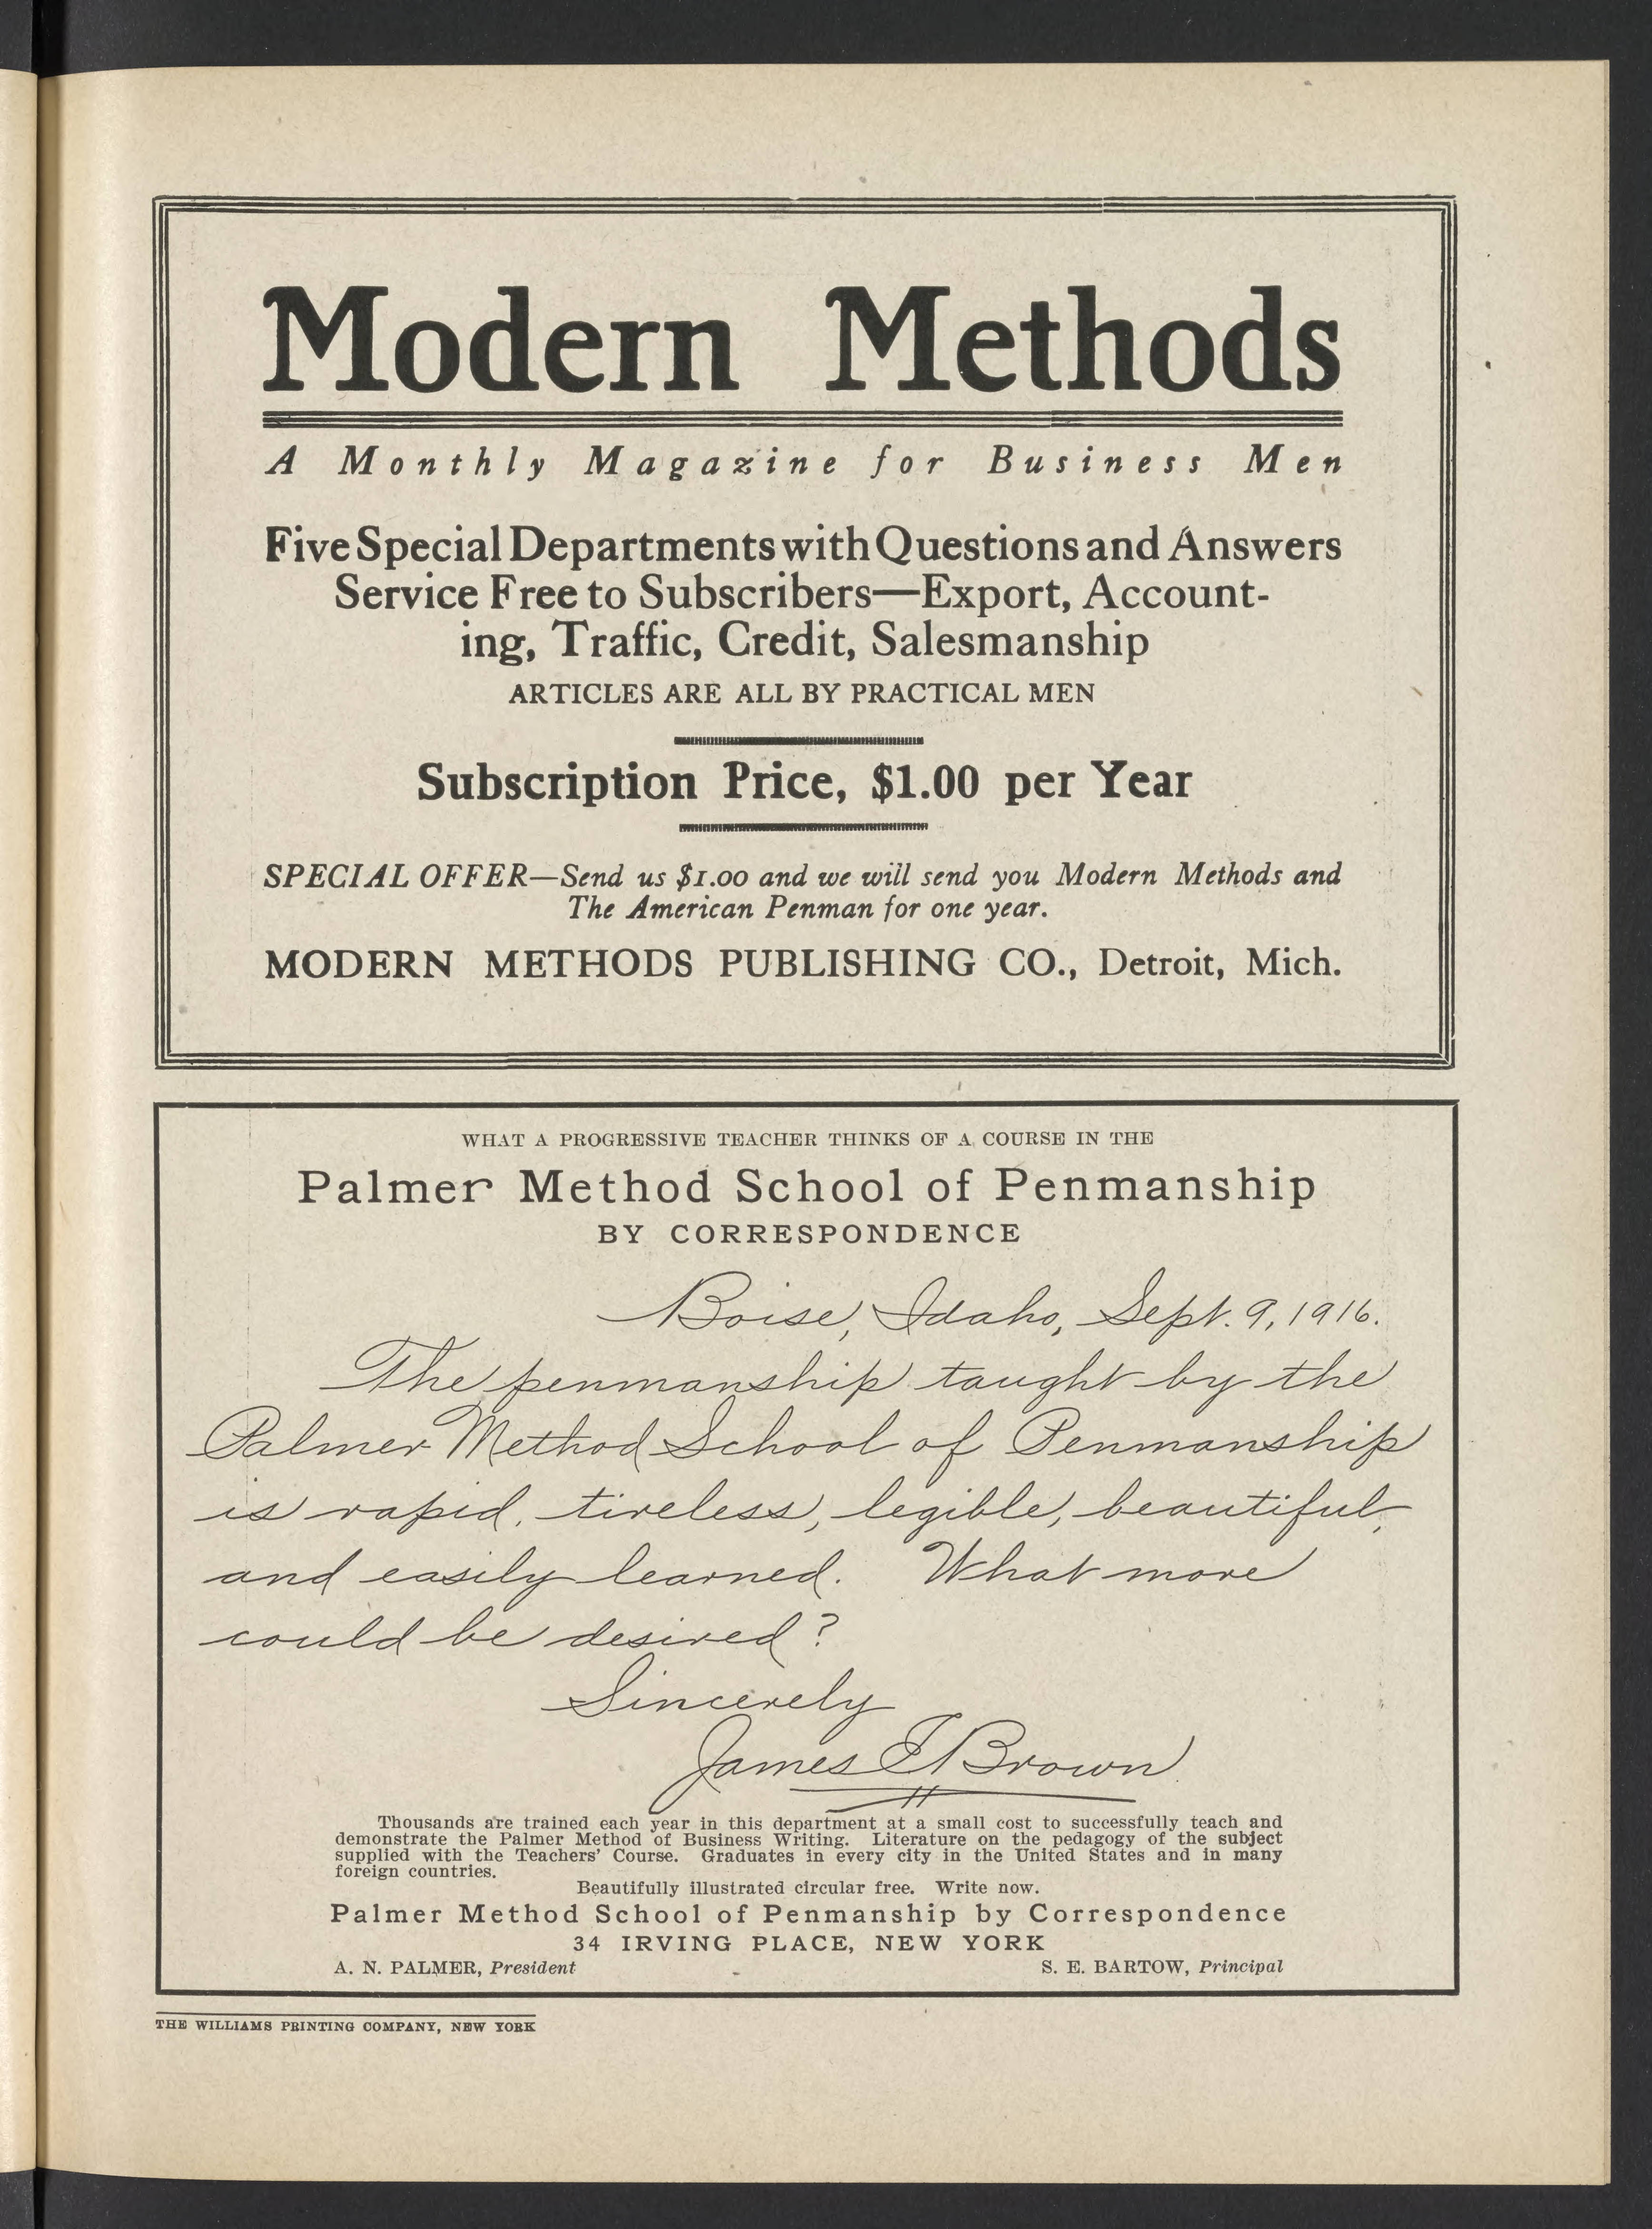 Modern Methods
A Monthly Magazine for Business Men
Five Special Departments with Questions and Answers
Service Free to Subscribers—Export, Account-
ing, Traffic, Credit, Salesmanship
ARTICLES ARE ALL BY PRACTICAL MEN
Subscription Price, $1.00 per Year
SPECIAL OFFER—Send us $1.00 and we will send you Modern Methods and
The American Penman for one year.
MODERN METHODS PUBLISHING CO., Detroit, Mich.
WHAT A PROGRESSIVE TEACHER THINKS OF A COURSE IN THE
Palmer Method School of Penmanship
BY CORRESPONDENCE
Boise, Idaho, Sept. 9, 1916.
The penmanship taught by the
Palmer Method School of Penmanship
is rapid, tireless, legible, beautiful,
and easily learned. What more
could be desired?
Sincerely
James E Brown
Thousands are trained each year in this department at a small cost to successfully teach and
demonstrate the Palmer Method of Business Writing. Literature on the pedagogy of the subject
supplied with the Teachers' Course. Graduates in every city in the United States and in many
foreign countries.
Beautifully illustrated circular free. Write now.
Palmer Method School of Penmanship by Correspondence
34 IRVING PLACE, NEW YORK
A. N. PALMER, President S. E. BARTOW, Principal
THE WILLIAMS PRINTING COMPANY, NEW YORK